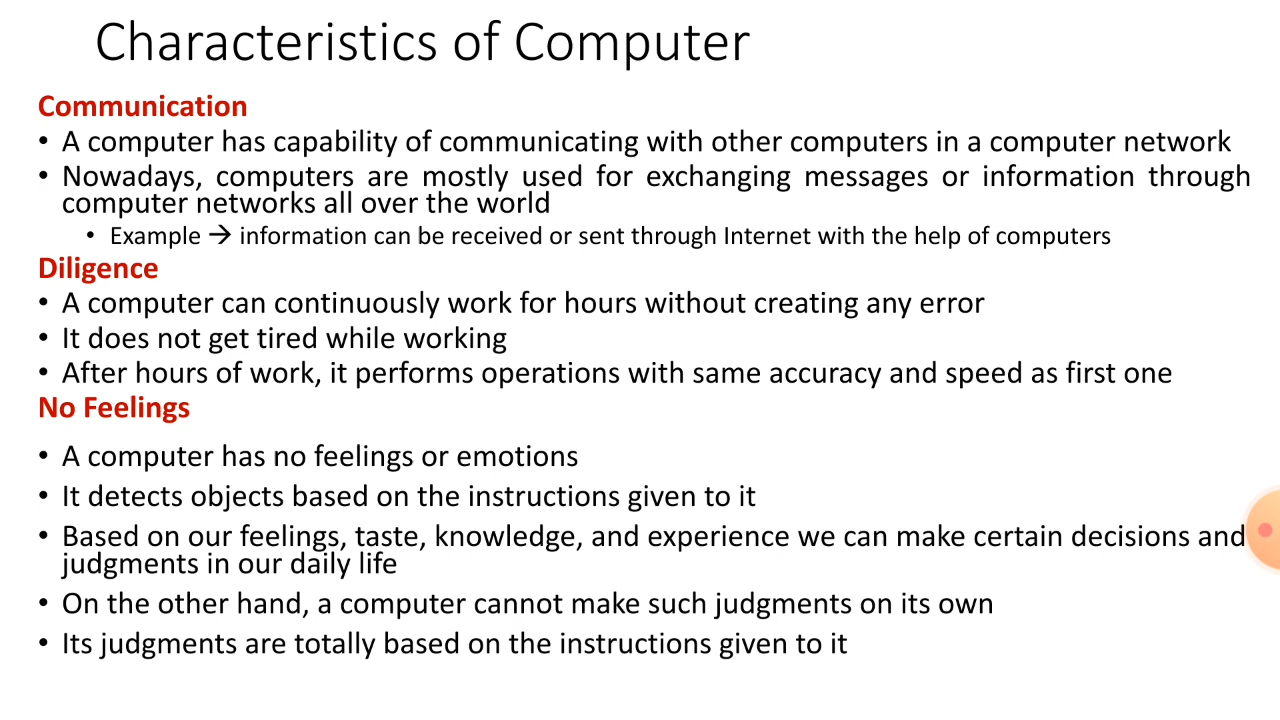 Characteristics of Computer
Communication
• A computer has capability of communicating with other computers in a computer network
• Nowadays, computers are mostly used for exchanging messages or information through
computer networks all over the world
• Example → information can be received or sent through Internet with the help of computers
Diligence
• A computer can continuously work for hours without creating any error
• It does not get tired while working
• After hours of work, it performs operations with same accuracy and speed as first one
No Feelings
• A computer has no feelings or emotions
• It detects objects based on the instructions given to it
• Based on our feelings, taste, knowledge, and experience we can make certain decisions and
judgments in our daily life
• On the other hand, a computer cannot make such judgments on its own
• Its judgments are totally based on the instructions given to it